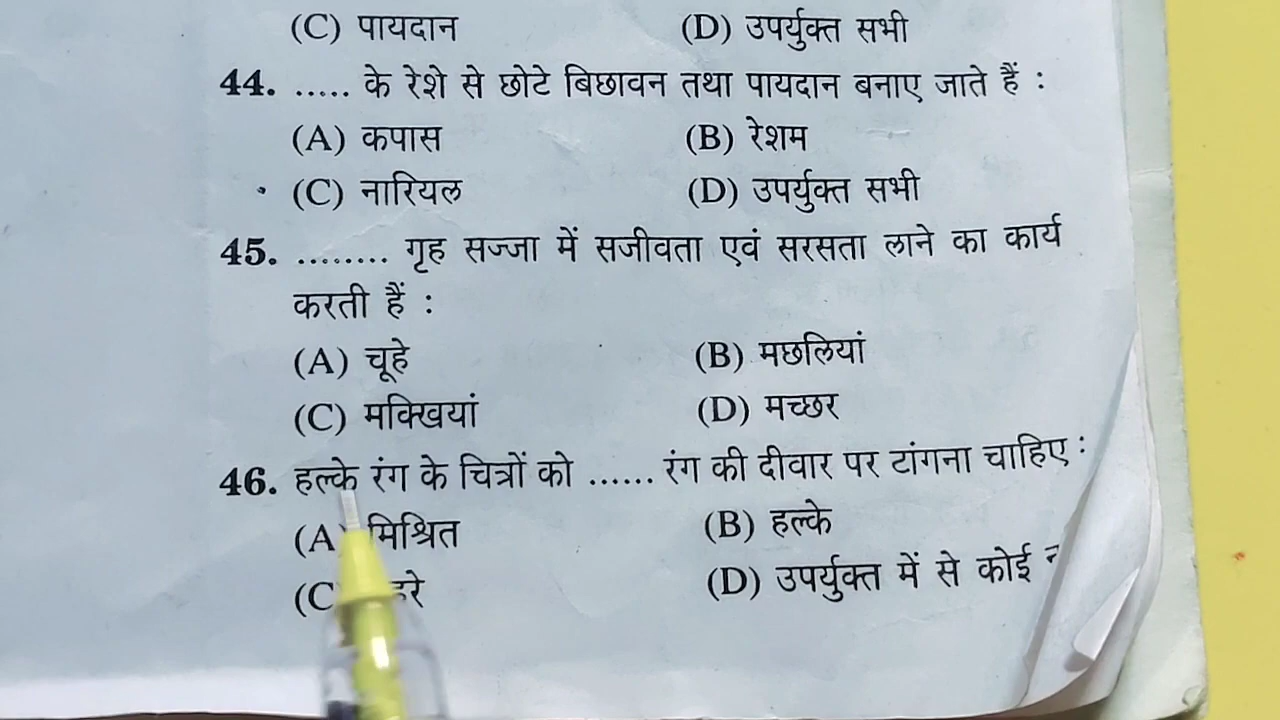 (C) पायदान (D) उपर्युक्त सभी
44. ..... के रेशे से छोटे बिछावन तथा पायदान बनाए जाते हैं :
(A) कपास (B) रेशम
(C) नारियल (D) उपर्युक्त सभी
45. ........ गृह सज्जा में सजीवता एवं सरसता लाने का कार्य
करती हैं :
(A) चूहे (B) मछलियां
(C) मक्खियां (D) मच्छर
46. हल्के रंग के चित्रों को ...... रंग की दीवार पर टांगना चाहिए :
(A) मिश्रित (B) हल्के
(C (D) उपर्युक्त में से कोई